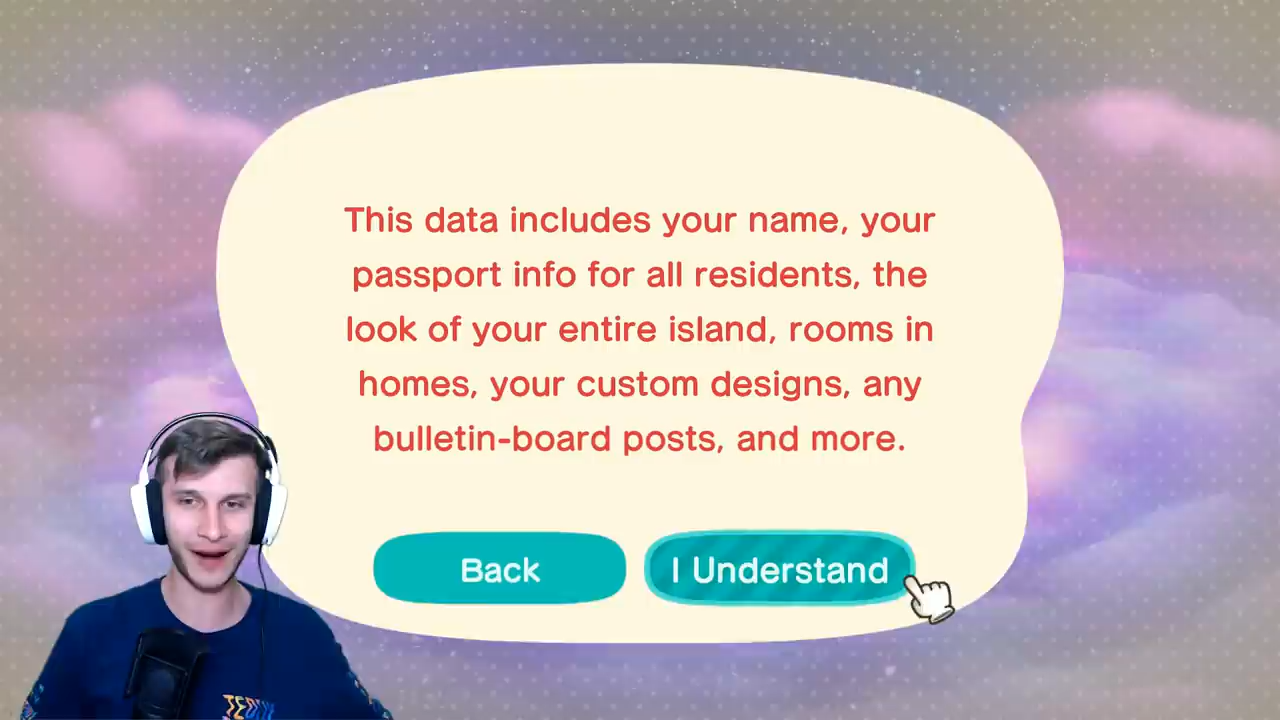 This data includes your name, your
passport info for all residents, the
look of your entire island, rooms in
homes, your custom designs, any
bulletin-board posts, and more.
Back
I Understand